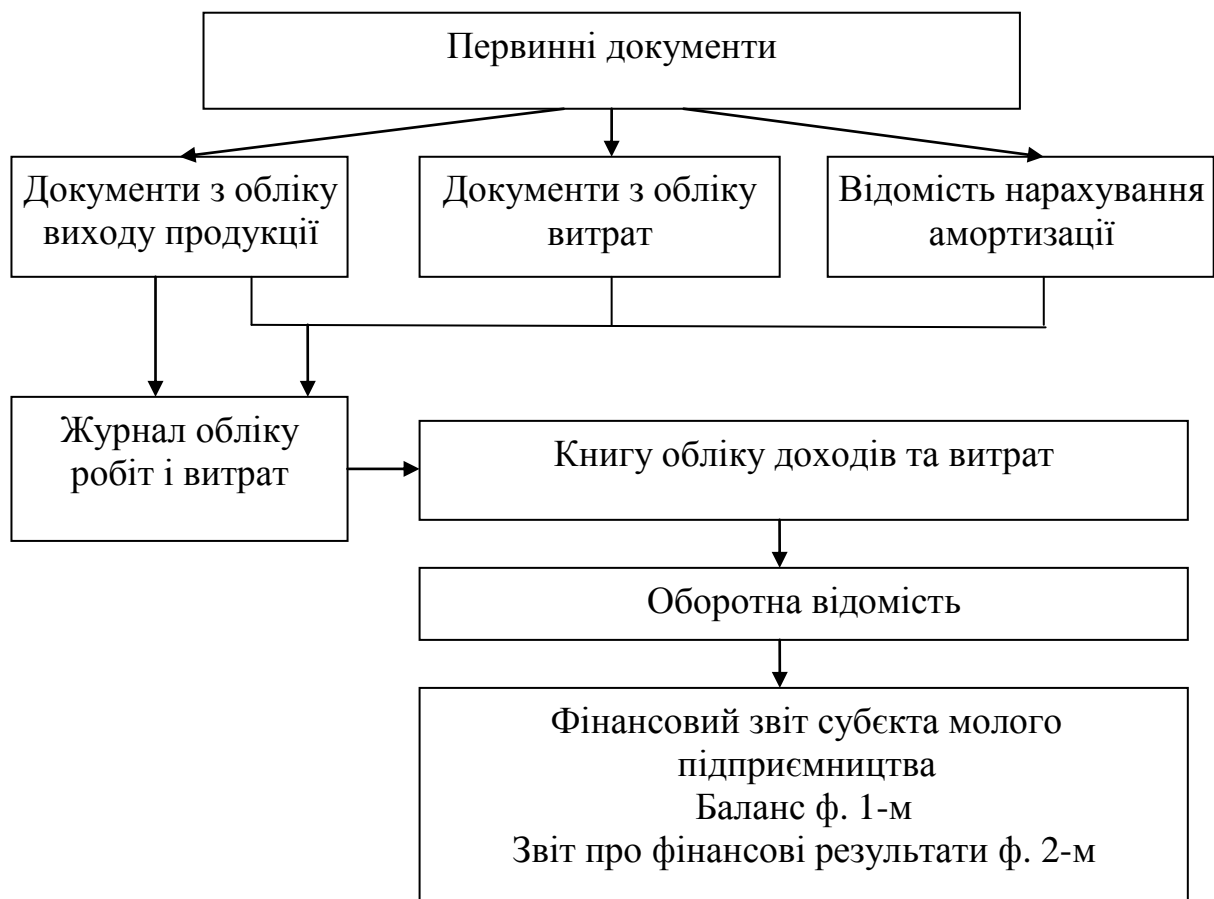 Первинні документи
Документи з обліку
виходу продукції
Документи з обліку
витрат
Відомість нарахування
амортизації
Журнал обліку
робіт і витрат
Книгу обліку доходів та витрат
Оборотна відомість
Фінансовий звіт субєкта молого
підприємництва
Баланс ф. 1-м
Звіт про фінансові результати ф. 2-м